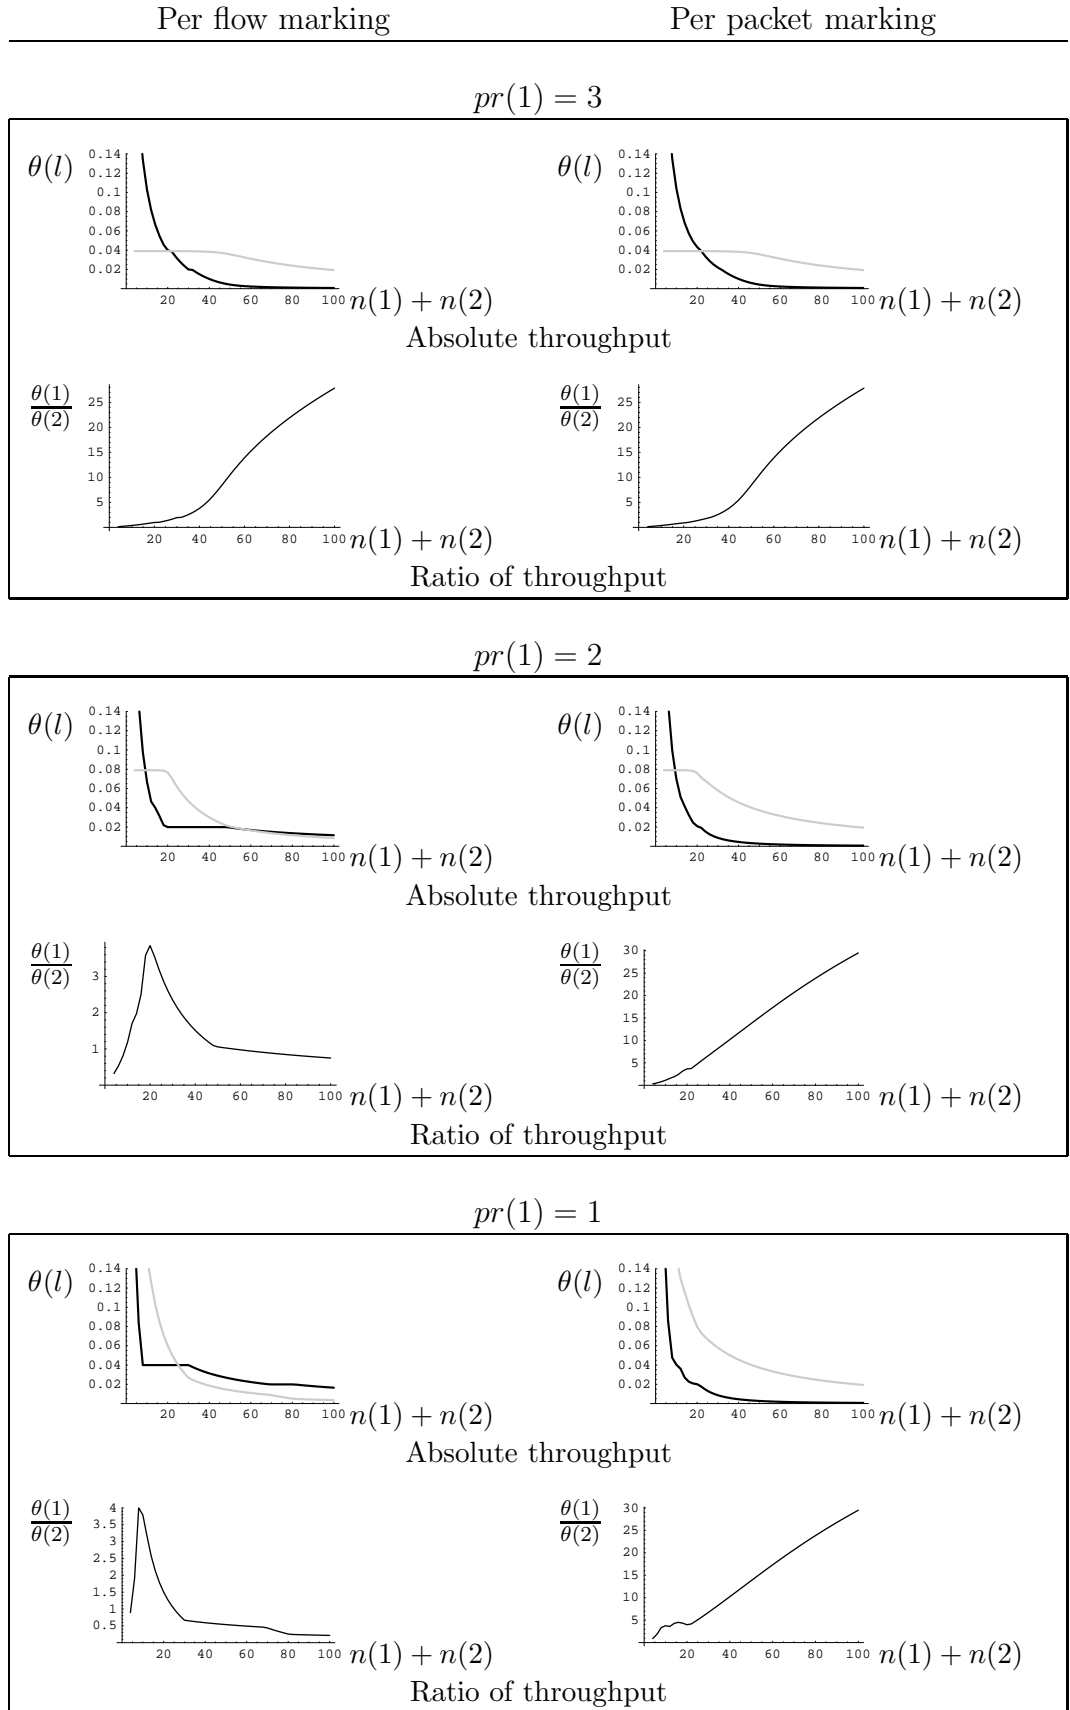 Per flow marking Per packet marking
pr(1) = 3
θ(l) θ(l)
0.14 0.14
0.12 0.12
0.1 0.1
0.08 0.08
0.06 0.06
0.04 0.04
0.02 0.02
20 40 60 80 100 n(1) + n(2) 20 40 60 80 100 n(1) + n(2)
Absolute throughput
θ(1)/θ(2) θ(1)/θ(2)
25 25
20 20
15 15
10 10
5 5
20 40 60 80 100 n(1) + n(2) 20 40 60 80 100 n(1) + n(2)
Ratio of throughput
pr(1) = 2
θ(l) θ(l)
0.14 0.14
0.12 0.12
0.1 0.1
0.08 0.08
0.06 0.06
0.04 0.04
0.02 0.02
20 40 60 80 100 n(1) + n(2) 20 40 60 80 100 n(1) + n(2)
Absolute throughput
θ(1)/θ(2) θ(1)/θ(2)
3 30
2 25
1 20
15
10
5
20 40 60 80 100 n(1) + n(2) 20 40 60 80 100 n(1) + n(2)
Ratio of throughput
pr(1) = 1
θ(l) θ(l)
0.14 0.14
0.12 0.12
0.1 0.1
0.08 0.08
0.06 0.06
0.04 0.04
0.02 0.02
20 40 60 80 100 n(1) + n(2) 20 40 60 80 100 n(1) + n(2)
Absolute throughput
θ(1)/θ(2) θ(1)/θ(2)
4 30
3.5 25
3 20
2.5 15
2 10
1.5 5
1
0.5
20 40 60 80 100 n(1) + n(2) 20 40 60 80 100 n(1) + n(2)
Ratio of throughput